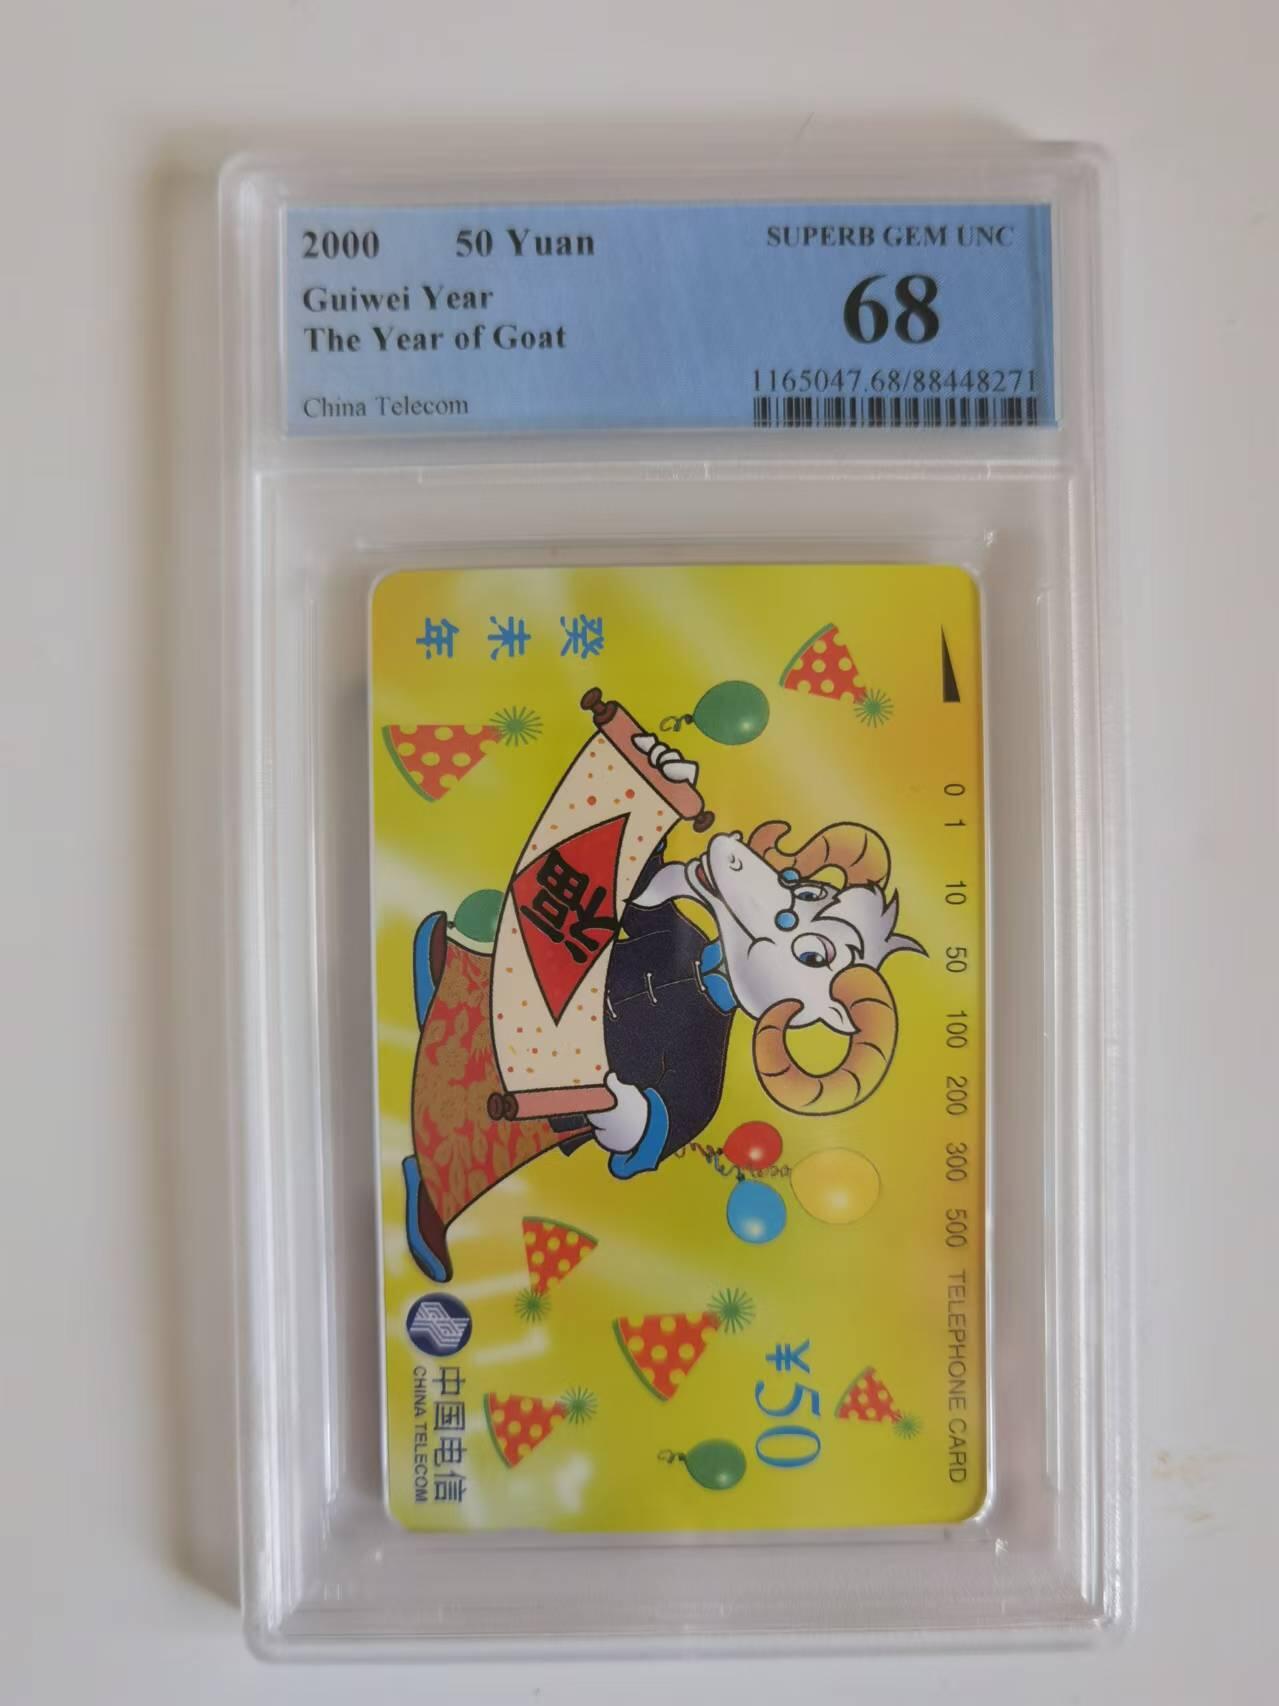 2000 50 Yuan
Guiwei Year
The Year of Goat
China Telecom
SUPERB GEM UNC
68
1165047.68/88448271
癸未年
福
0 1 10 50 100 200 300 500 TELEPHONE CARD
¥50
中国电信
CHINA TELECOM